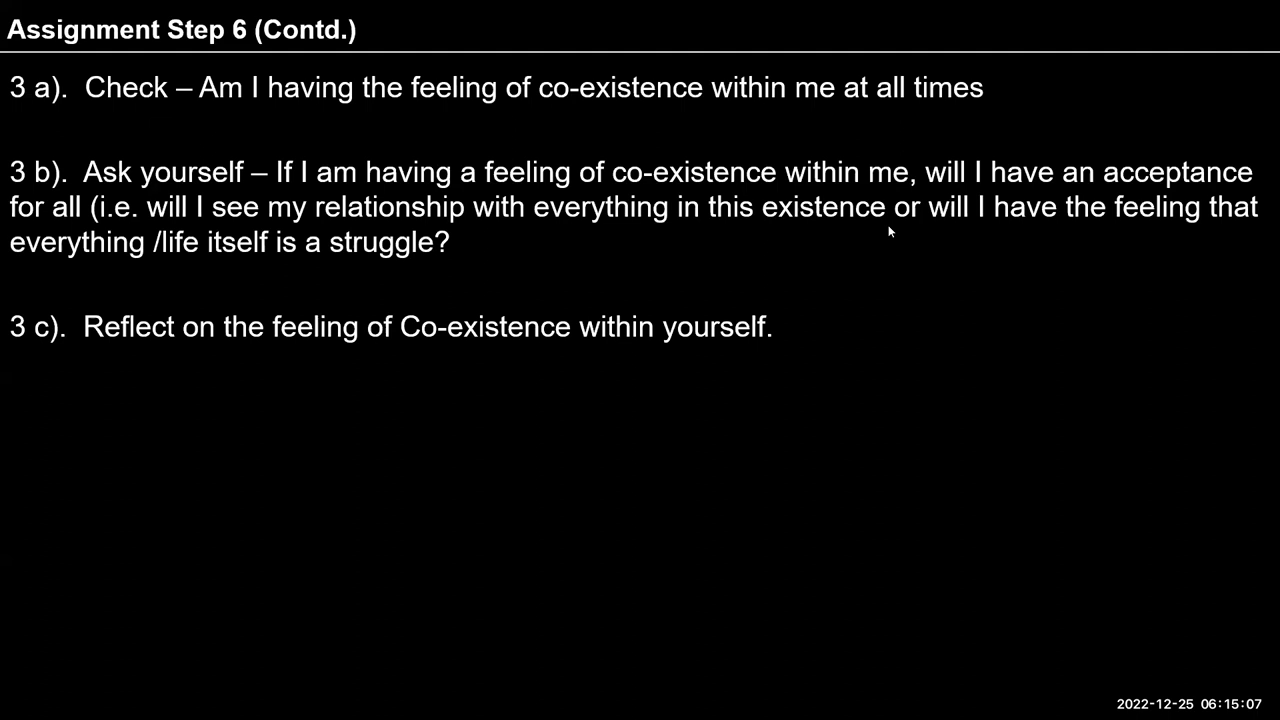 Assignment Step 6 (Contd.)
3 a).  Check – Am I having the feeling of co-existence within me at all times
3 b).  Ask yourself – If I am having a feeling of co-existence within me, will I have an acceptance
for all (i.e. will I see my relationship with everything in this existence or will I have the feeling that
everything /life itself is a struggle?
3 c).  Reflect on the feeling of Co-existence within yourself.
2022-12-25 06:15:07